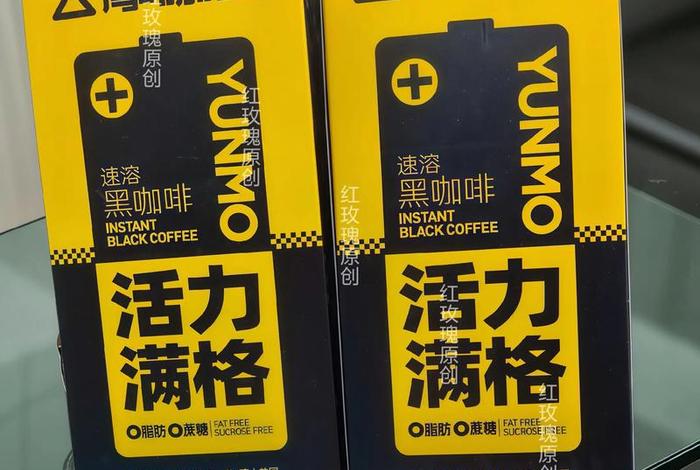 YUNMO
速溶
黑咖啡
INSTANT
BLACK COFFEE
活力
满格
0脂肪 0蔗糖 FAT FREE
SUCROSE FREE
YUNMO
速溶
黑咖啡
INSTANT
BLACK COFFEE
活力
满格
0脂肪 0蔗糖 FAT FREE
SUCROSE FREE
红玫瑰原创
红玫瑰原创
红玫瑰原创
红玫瑰原创
红玫瑰原创